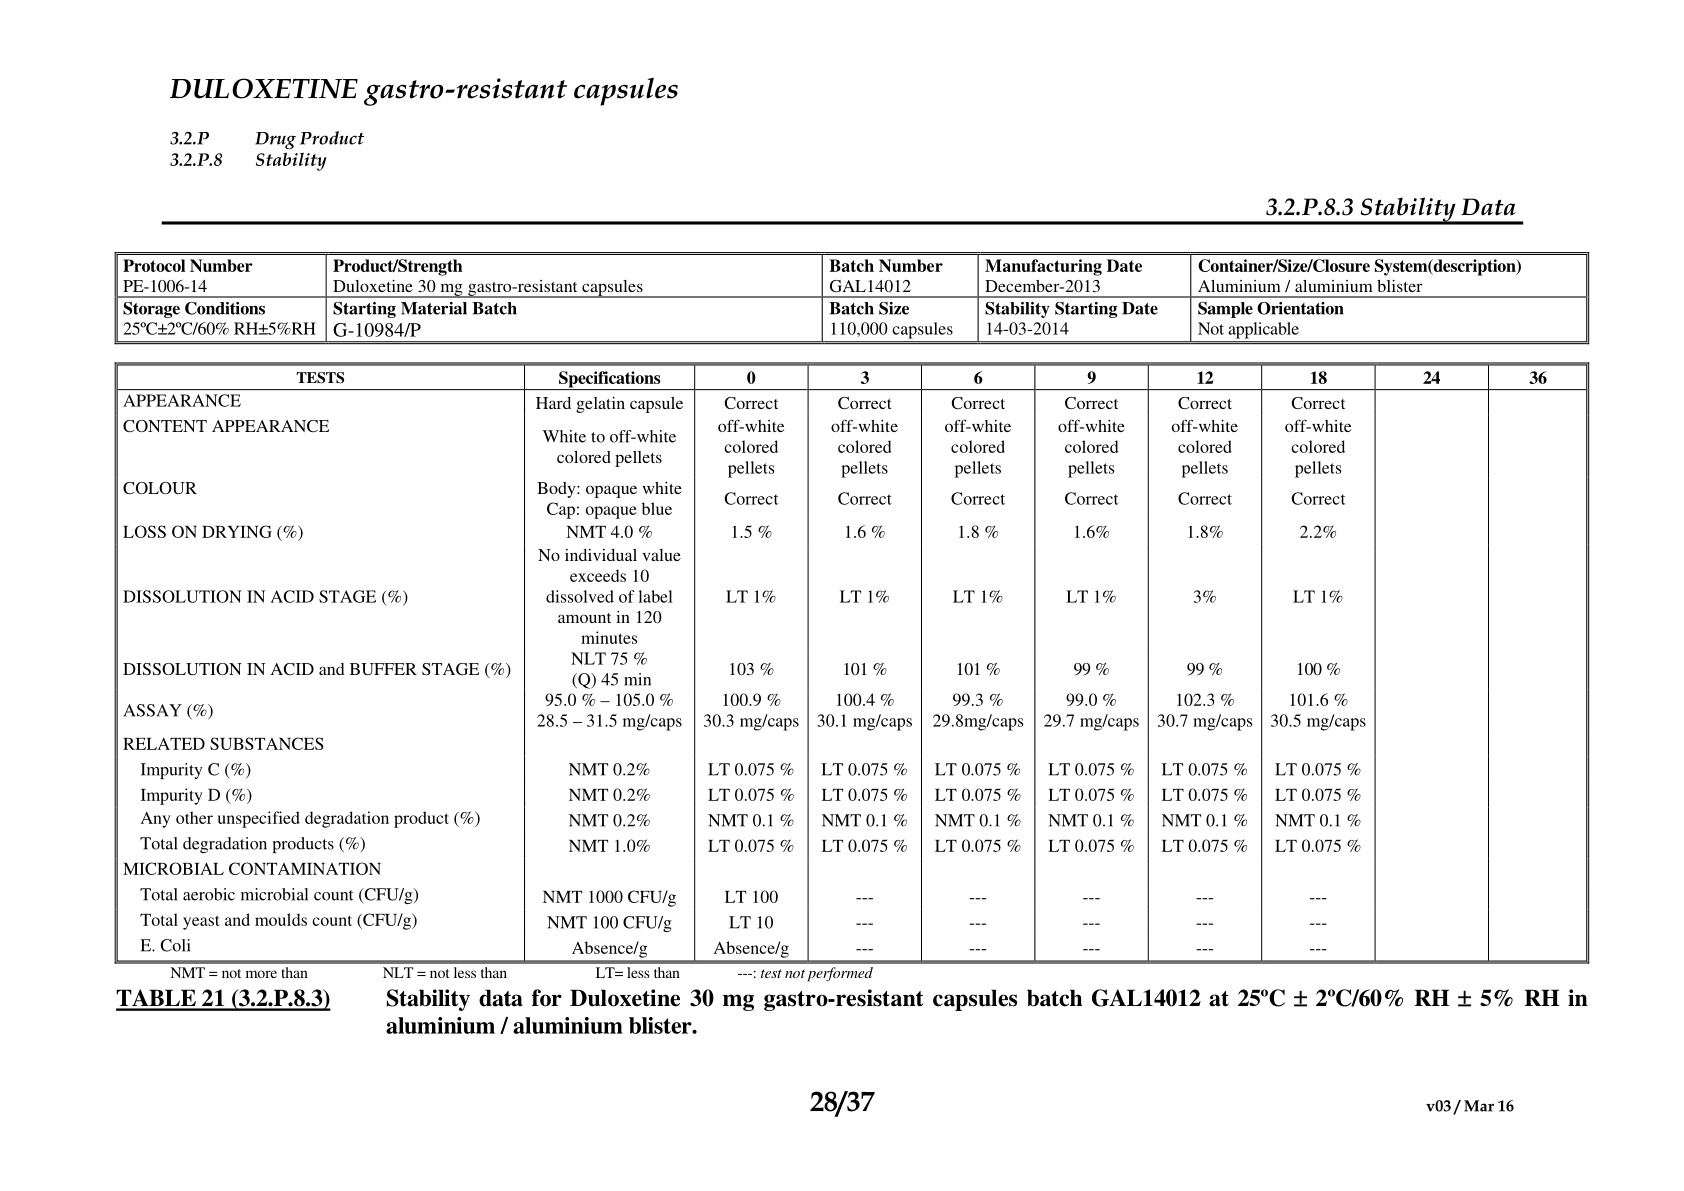 DULOXETINE gastro-resistant capsules
3.2.P Drug Product
3.2.P.8 Stability
3.2.P.8.3 Stability Data
Protocol Number Product/Strength Batch Number Manufacturing Date Container/Size/Closure System(description)
PE-1006-14 Duloxetine 30 mg gastro-resistant capsules GAL14012 December-2013 Aluminium / aluminium blister
Storage Conditions Starting Material Batch Batch Size Stability Starting Date Sample Orientation
25ºC±2ºC/60% RH±5%RH G-10984/P 110,000 capsules 14-03-2014 Not applicable
TESTS Specifications 0 3 6 9 12 18 24 36
APPEARANCE Hard gelatin capsule Correct Correct Correct Correct Correct Correct
CONTENT APPEARANCE off-white off-white off-white off-white off-white off-white
White to off-white
colored colored colored colored colored colored
colored pellets
pellets pellets pellets pellets pellets pellets
COLOUR Body: opaque white
Correct Correct Correct Correct Correct Correct
Cap: opaque blue
LOSS ON DRYING (%) NMT 4.0 % 1.5 % 1.6 % 1.8 % 1.6% 1.8% 2.2%
No individual value
exceeds 10
DISSOLUTION IN ACID STAGE (%) dissolved of label LT 1% LT 1% LT 1% LT 1% 3% LT 1%
amount in 120
minutes
NLT 75 %
DISSOLUTION IN ACID and BUFFER STAGE (%) 103 % 101 % 101 % 99 % 99 % 100 %
(Q) 45 min
95.0 % – 105.0 % 100.9 % 100.4 % 99.3 % 99.0 % 102.3 % 101.6 %
ASSAY (%)
28.5 – 31.5 mg/caps 30.3 mg/caps 30.1 mg/caps 29.8mg/caps 29.7 mg/caps 30.7 mg/caps 30.5 mg/caps
RELATED SUBSTANCES
Impurity C (%) NMT 0.2% LT 0.075 % LT 0.075 % LT 0.075 % LT 0.075 % LT 0.075 % LT 0.075 %
Impurity D (%) NMT 0.2% LT 0.075 % LT 0.075 % LT 0.075 % LT 0.075 % LT 0.075 % LT 0.075 %
Any other unspecified degradation product (%) NMT 0.2% NMT 0.1 % NMT 0.1 % NMT 0.1 % NMT 0.1 % NMT 0.1 % NMT 0.1 %
Total degradation products (%) NMT 1.0% LT 0.075 % LT 0.075 % LT 0.075 % LT 0.075 % LT 0.075 % LT 0.075 %
MICROBIAL CONTAMINATION
Total aerobic microbial count (CFU/g) NMT 1000 CFU/g LT 100 --- --- --- --- ---
Total yeast and moulds count (CFU/g) NMT 100 CFU/g LT 10 --- --- --- --- ---
E. Coli Absence/g Absence/g --- --- --- --- ---
NMT = not more than NLT = not less than LT= less than ---: test not performed
TABLE 21 (3.2.P.8.3) Stability data for Duloxetine 30 mg gastro-resistant capsules batch GAL14012 at 25ºC ± 2ºC/60% RH ± 5% RH in
aluminium / aluminium blister.
28/37
v03 / Mar 16